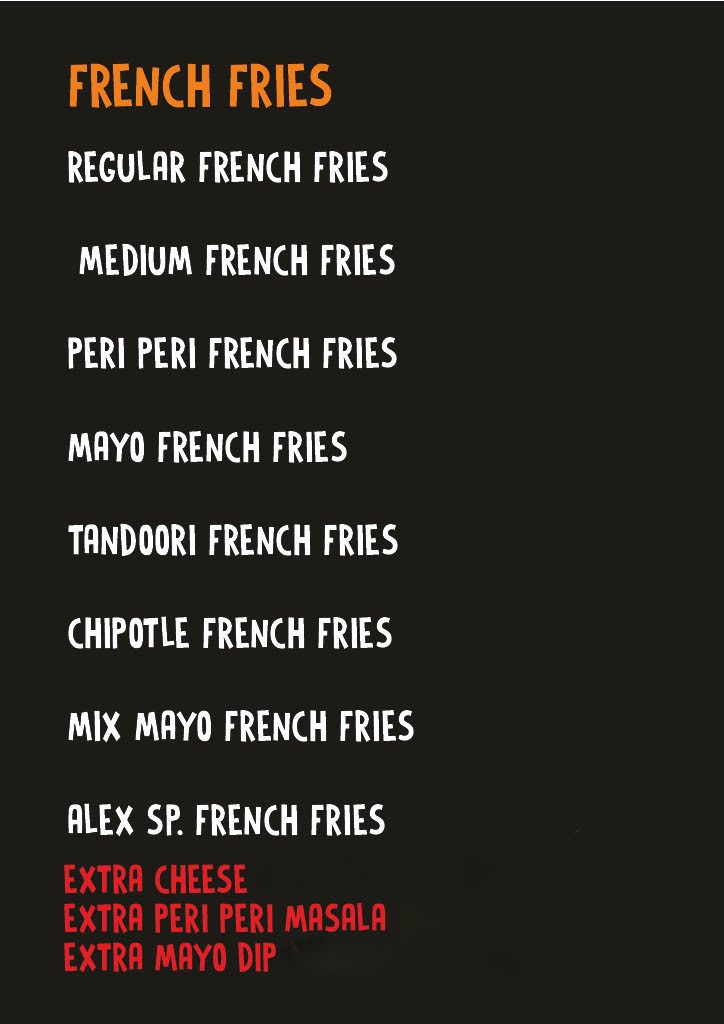 FRENCH FRIES
REGULAR FRENCH FRIES
MEDIUM FRENCH FRIES
PERI PERI FRENCH FRIES
MAYO FRENCH FRIES
TANDOORI FRENCH FRIES
CHIPOTLE FRENCH FRIES
MIX MAYO FRENCH FRIES
ALEX SP. FRENCH FRIES
EXTRA CHEESE
EXTRA PERI PERI MASALA
EXTRA MAYO DIP